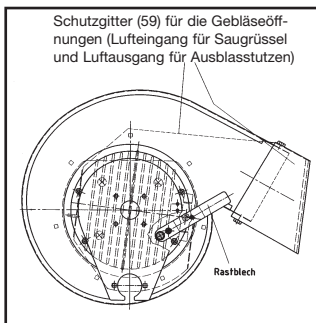 Schutzgitter (59) für die Gebläseöff-
nungen (Lufteingang für Saugrüssel
und Luftausgang für Ausblasstutzen)
Rastblech